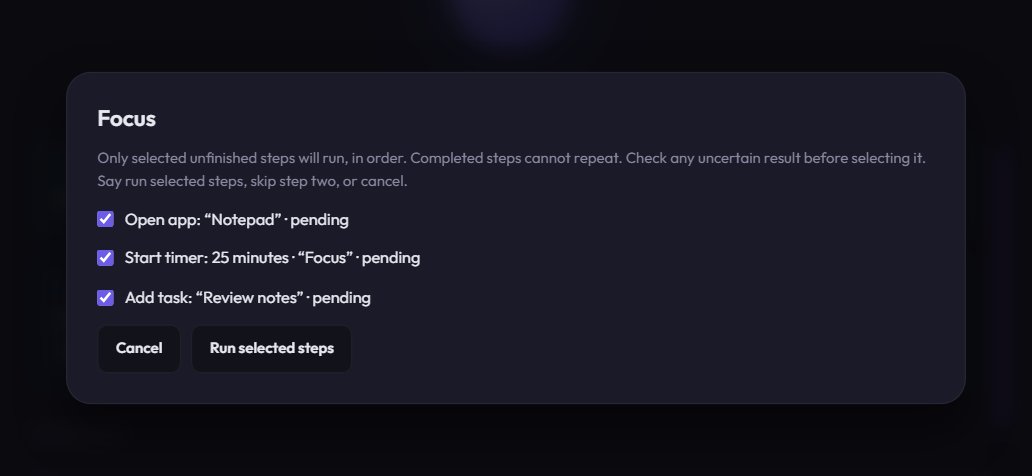 Focus
Only selected unfinished steps will run, in order. Completed steps cannot repeat. Check any uncertain result before selecting it.
Say run selected steps, skip step two, or cancel.
Open app: “Notepad” · pending
Start timer: 25 minutes · “Focus” · pending
Add task: “Review notes” · pending
Cancel Run selected steps